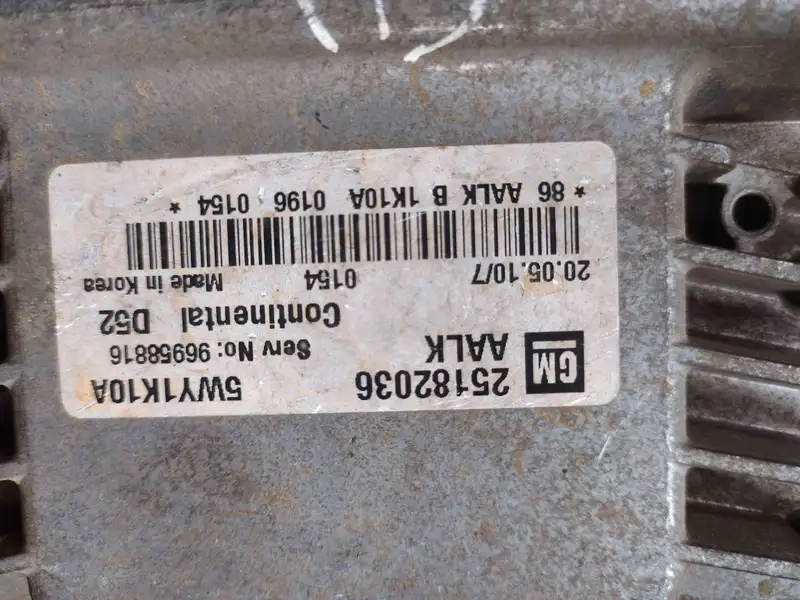 GM 25182036 5WY1K10A
AALK Serv No: 96958816
Continental D52
20.05.10/7 0154 Made in Korea
* 86 AALK B 1K10A 0196 0154 *